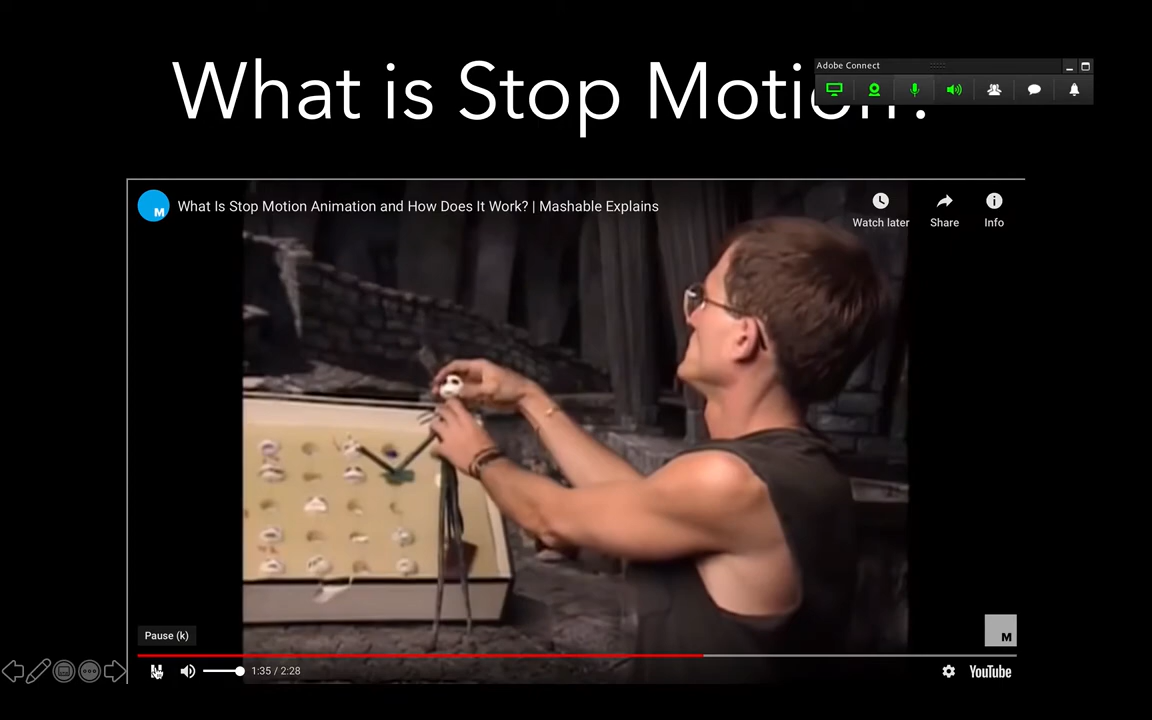 What is Stop Motion?
Adobe Connect
M
What Is Stop Motion Animation and How Does It Work? | Mashable Explains
Watch later
Share
Info
Pause (k)
M
1:35 / 2:28
YouTube